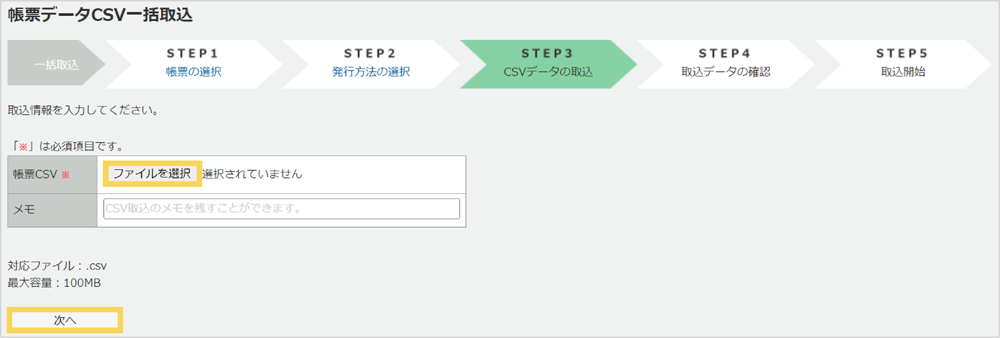 帳票データCSV一括取込
一括取込
STEP1
帳票の選択
STEP2
発行方法の選択
STEP3
CSVデータの取込
STEP4
取込データの確認
STEP5
取込開始
取込情報を入力してください。
「※」は必須項目です。
帳票CSV ※
ファイルを選択 選択されていません
メモ
CSV取込のメモを残すことができます。
対応ファイル：.csv
最大容量：100MB
次へ